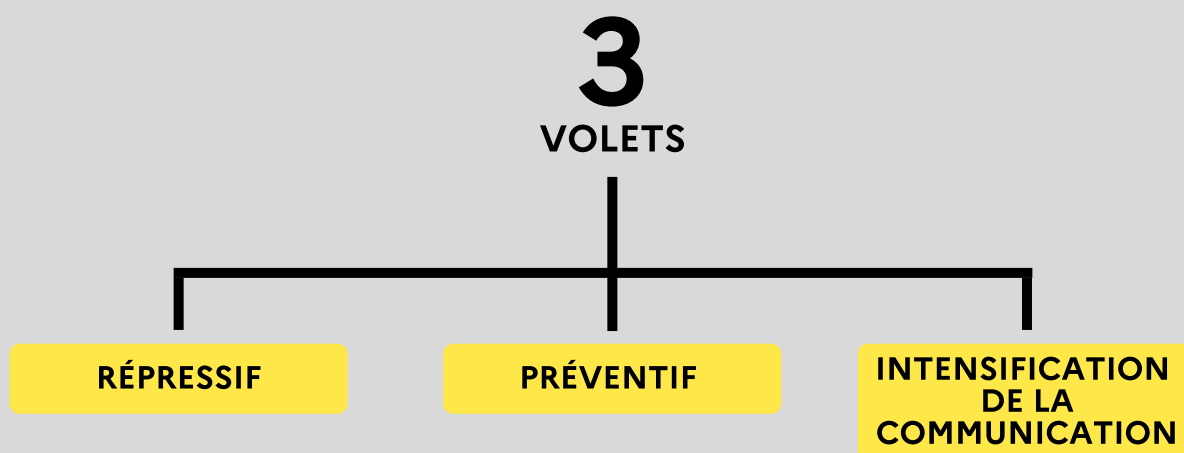 3
VOLETS
RÉPRESSIF
PRÉVENTIF
INTENSIFICATION
DE LA
COMMUNICATION